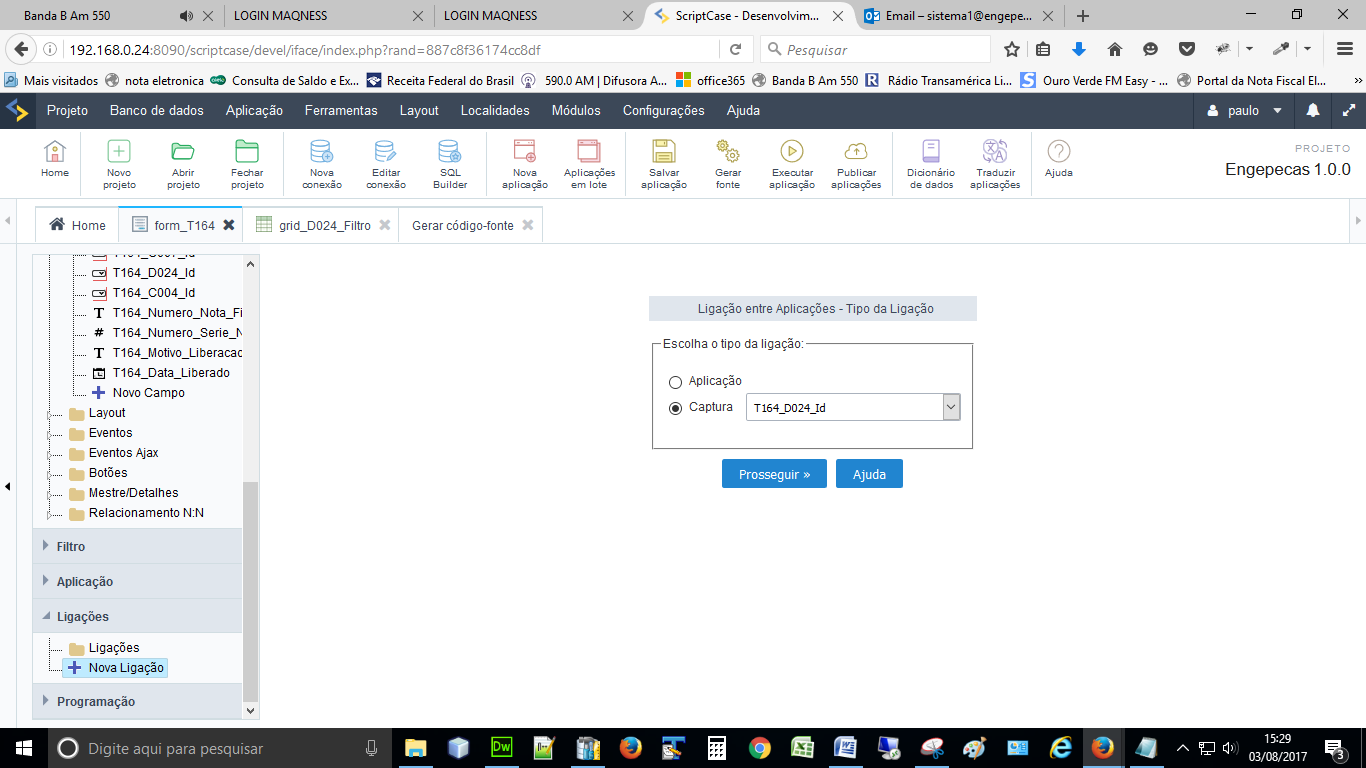 Banda B Am 550
LOGIN MAQNESS
LOGIN MAQNESS
ScriptCase - Desenvolvim...
Email – sistema1@engepe...
192.168.0.24:8090/scriptcase/devel/iface/index.php?rand=887c8f36174cc8df
Pesquisar
Mais visitados
nota eletronica
Consulta de Saldo e Ex...
Receita Federal do Brasil
590.0 AM | Difusora A...
office365
Banda B Am 550
Rádio Transamérica Li...
Ouro Verde FM Easy - ...
Portal da Nota Fiscal El...
Projeto
Banco de dados
Aplicação
Ferramentas
Layout
Localidades
Módulos
Configurações
Ajuda
paulo
Home
Novo
projeto
Abrir
projeto
Fechar
projeto
Nova
conexão
Editar
conexão
SQL
Builder
Nova
aplicação
Aplicações
em lote
Salvar
aplicação
Gerar
fonte
Executar
aplicação
Publicar
aplicações
Dicionário
de dados
Traduzir
aplicações
Ajuda
PROJETO
Engepecas 1.0.0
Home
form_T164
grid_D024_Filtro
Gerar código-fonte
T164_D024_Id
T164_C004_Id
T164_Numero_Nota_Fi
T164_Numero_Serie_N
T164_Motivo_Liberacac
T164_Data_Liberado
Novo Campo
Layout
Eventos
Eventos Ajax
Botões
Mestre/Detalhes
Relacionamento N:N
Filtro
Aplicação
Ligações
Ligações
Nova Ligação
Programação
Ligação entre Aplicações - Tipo da Ligação
Escolha o tipo da ligação:
Aplicação
Captura
T164_D024_Id
Prosseguir »
Ajuda
Digite aqui para pesquisar
15:29
03/08/2017
3